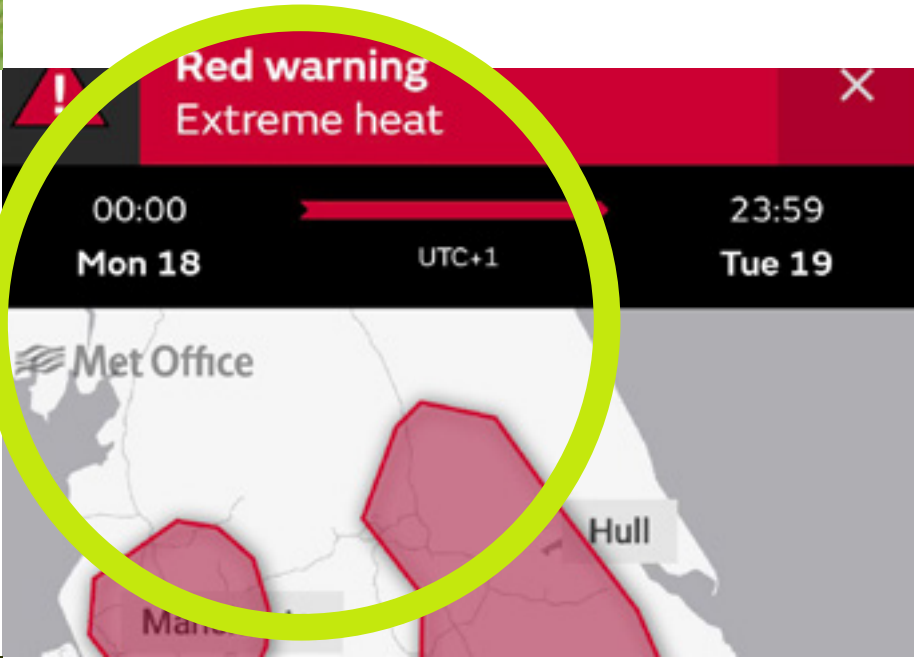 Red warning
Extreme heat
00:00
23:59
Mon 18
UTC+1
Tue 19
Met Office
Hull